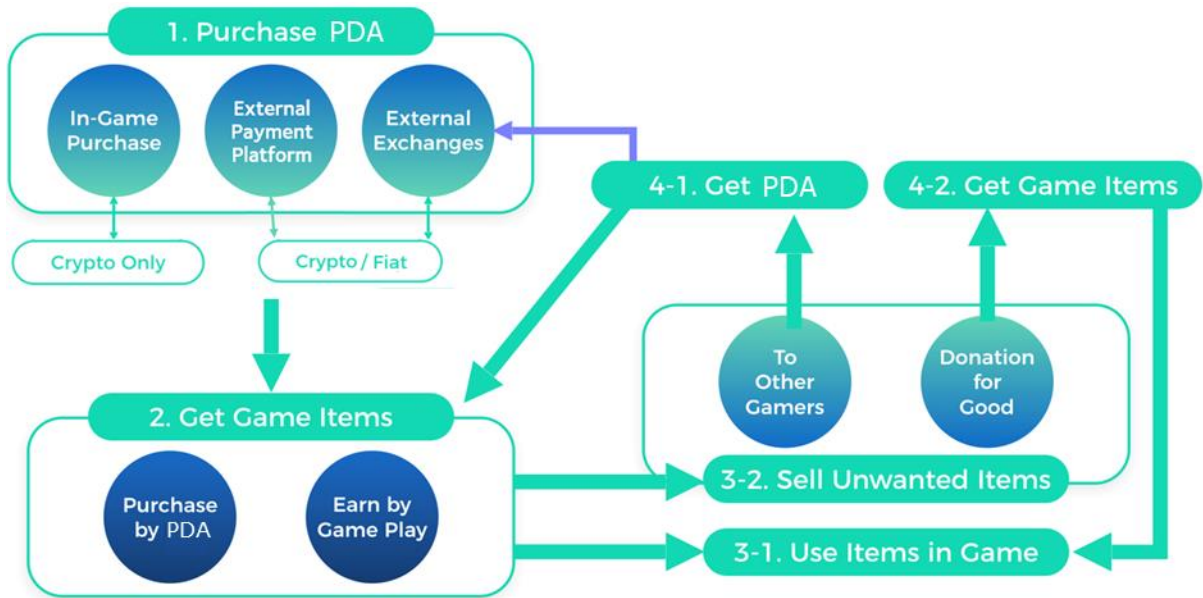 1. Purchase PDA
In-Game
Purchase
External
Payment
Platform
External
Exchanges
Crypto Only
Crypto / Fiat
4-1. Get PDA
4-2. Get Game Items
To
Other
Gamers
Donation
for
Good
2. Get Game Items
Purchase
by PDA
Earn by
Game Play
3-2. Sell Unwanted Items
3-1. Use Items in Game